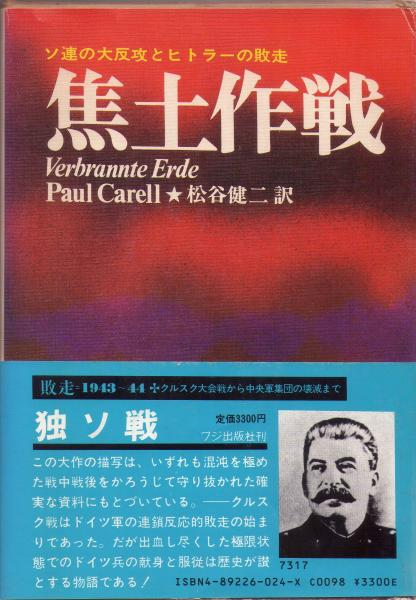 ソ連の大反攻とヒトラーの敗走
焦土作戦
Verbrannte Erde
Paul Carell★松谷健二訳
敗走=1943~44✠クルスク大会戦から中央軍集団の壊滅まで
独ソ戦
定価3300円
フジ出版社刊
この大作の描写は、いずれも混沌を極め
た戦中戦後をかろうじて守り抜かれた確
実な資料にもとづいている。――クルス
ク戦はドイツ軍の連鎖反応的敗走の始ま
りであった。だが出血し尽くした極限状
態でのドイツ兵の献身と服従は歴史が讃
とする物語である!
7317
ISBN4-89226-024-X C0098 ¥3300E